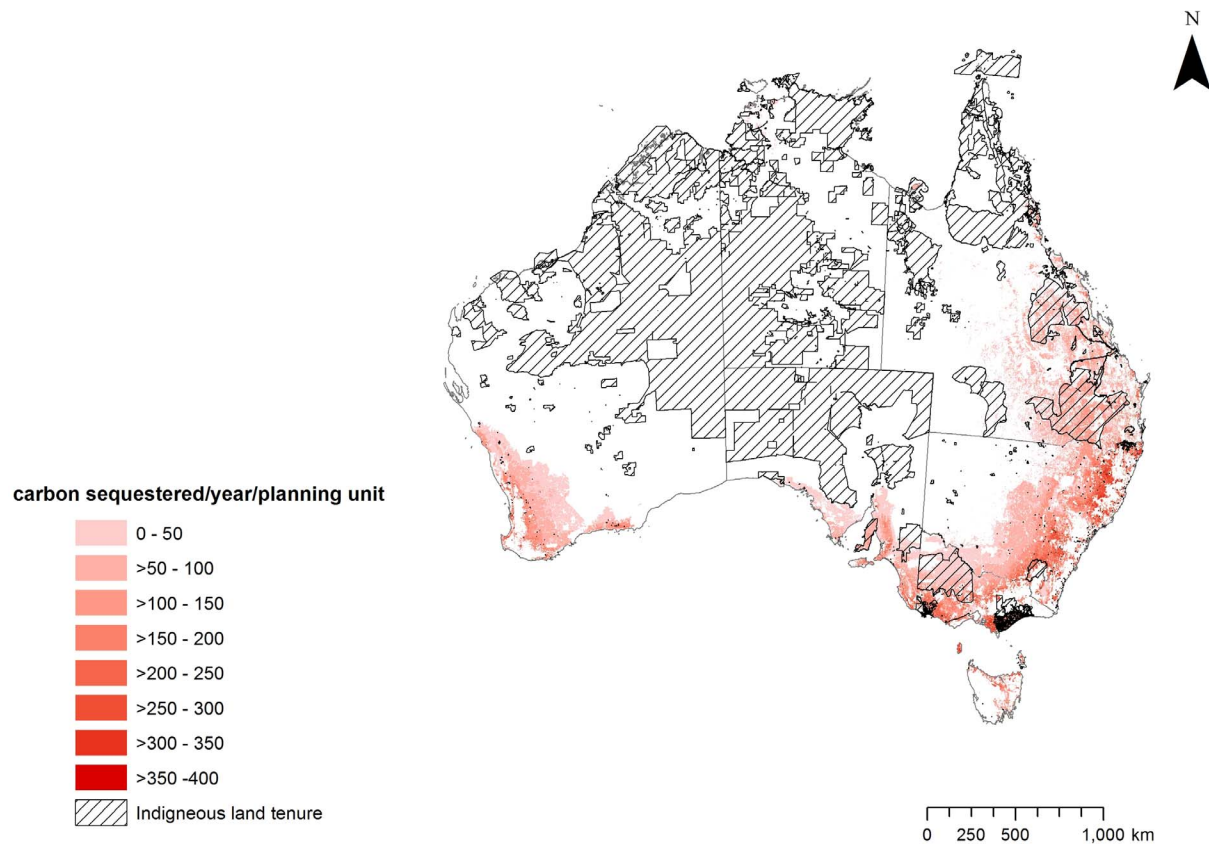 N
carbon sequestered/year/planning unit
0 - 50
>50 - 100
>100 - 150
>150 - 200
>200 - 250
>250 - 300
>300 - 350
>350 -400
Indigneous land tenure
0 250 500 1,000 km